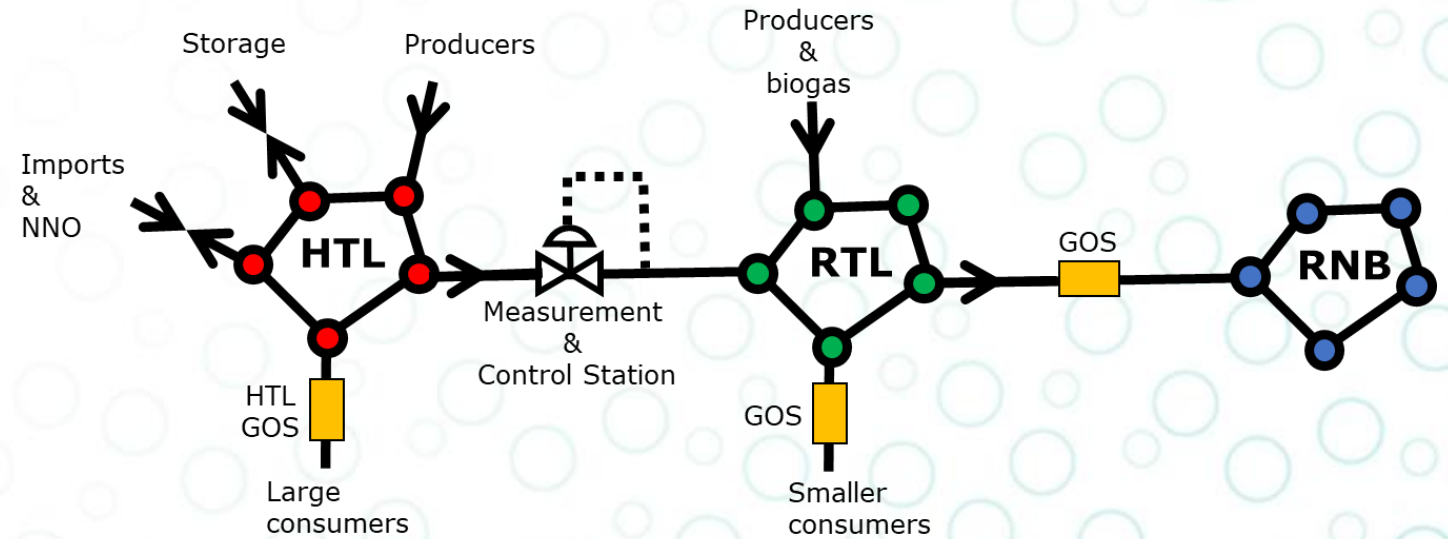 Storage
Producers
Imports
&
NNO
HTL
HTL
GOS
Large
consumers
Measurement
&
Control Station
Producers
&
biogas
RTL
GOS
Smaller
consumers
GOS
RNB